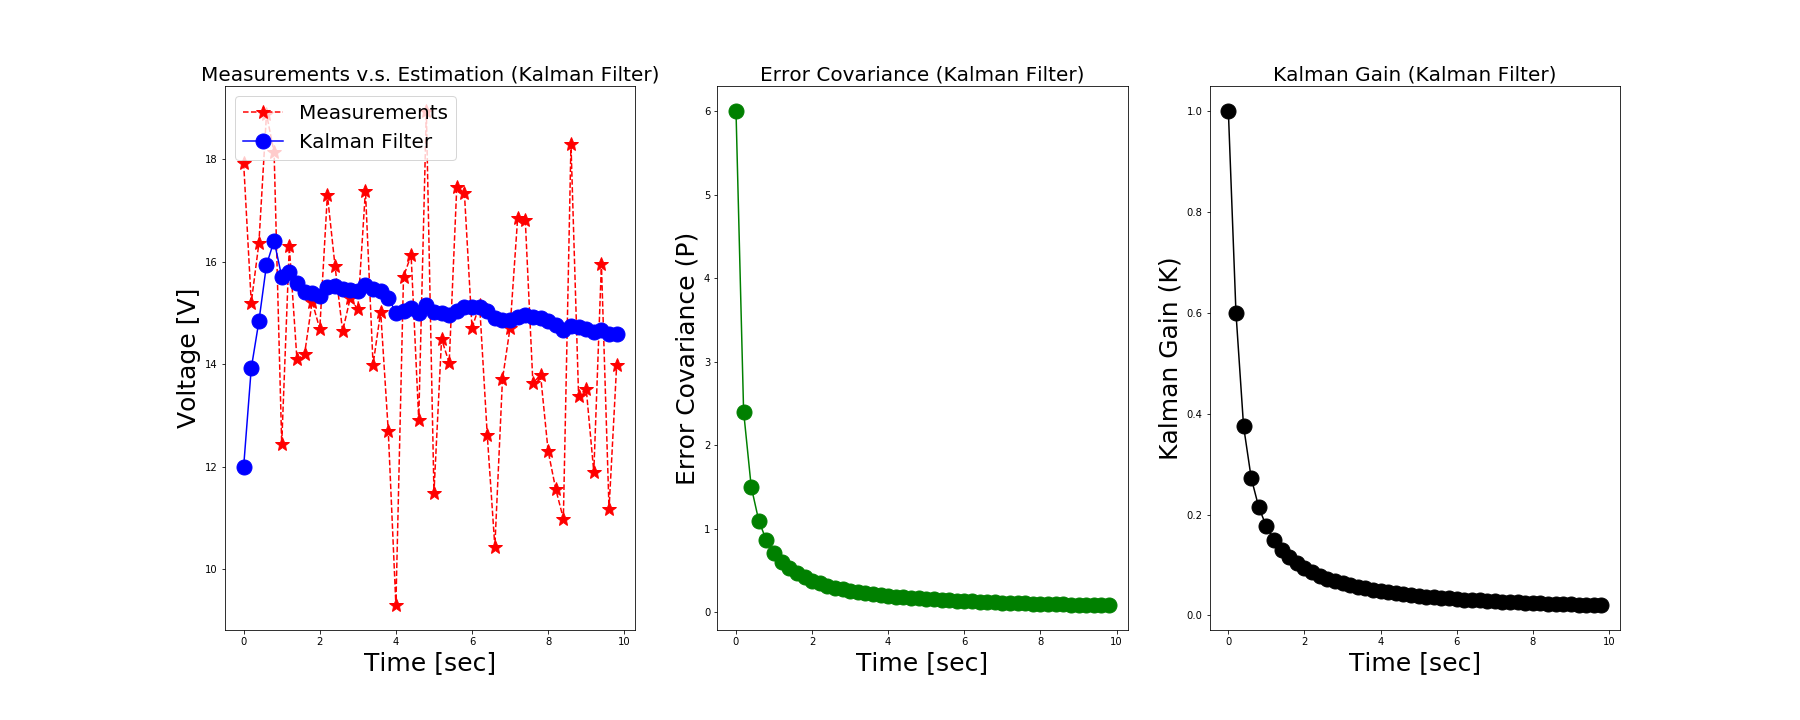 Measurements v.s. Estimation (Kalman Filter)
Measurements
Kalman Filter
18
16
14
12
10
Voltage [V]
0 2 4 6 8 10
Time [sec]
Error Covariance (Kalman Filter)
6
5
4
3
2
1
0
Error Covariance (P)
0 2 4 6 8 10
Time [sec]
Kalman Gain (Kalman Filter)
1.0
0.8
0.6
0.4
0.2
0.0
Kalman Gain (K)
0 2 4 6 8 10
Time [sec]